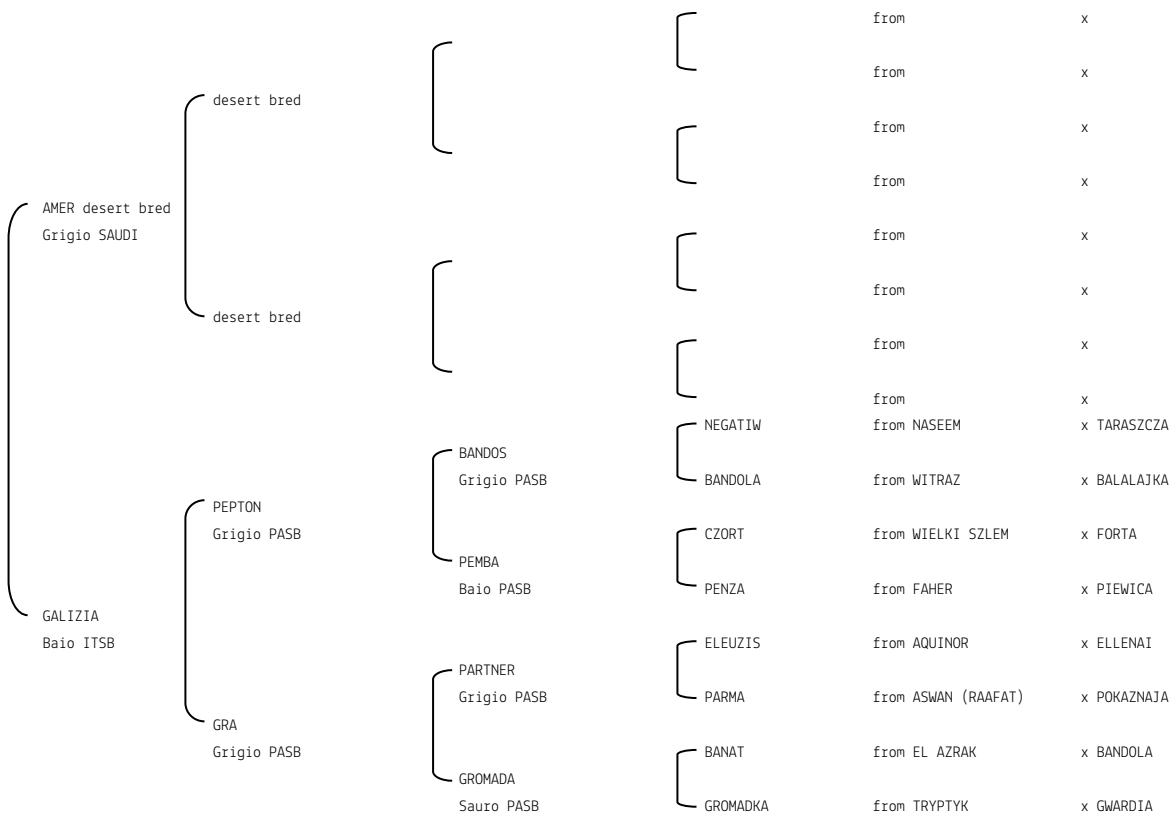 from x
from x
desert bred
from x
from x
AMER desert bred
Grigio SAUDI
from x
from x
desert bred
from x
from x
NEGATIW from NASEEM x TARASZCZA
BANDOS
Grigio PASB
BANDOLA from WITRAZ x BALALAJKA
PEPTON
Grigio PASB
CZORT from WIELKI SZLEM x FORTA
PEMBA
Baio PASB
PENZA from FAHER x PIEWICA
GALIZIA
Baio ITSB
ELEUZIS from AQUINOR x ELLENAI
PARTNER
Grigio PASB
PARMA from ASWAN (RAAFAT) x POKAZNAJA
GRA
Grigio PASB
BANAT from EL AZRAK x BANDOLA
GROMADA
Sauro PASB
GROMADKA from TRYPTYK x GWARDIA